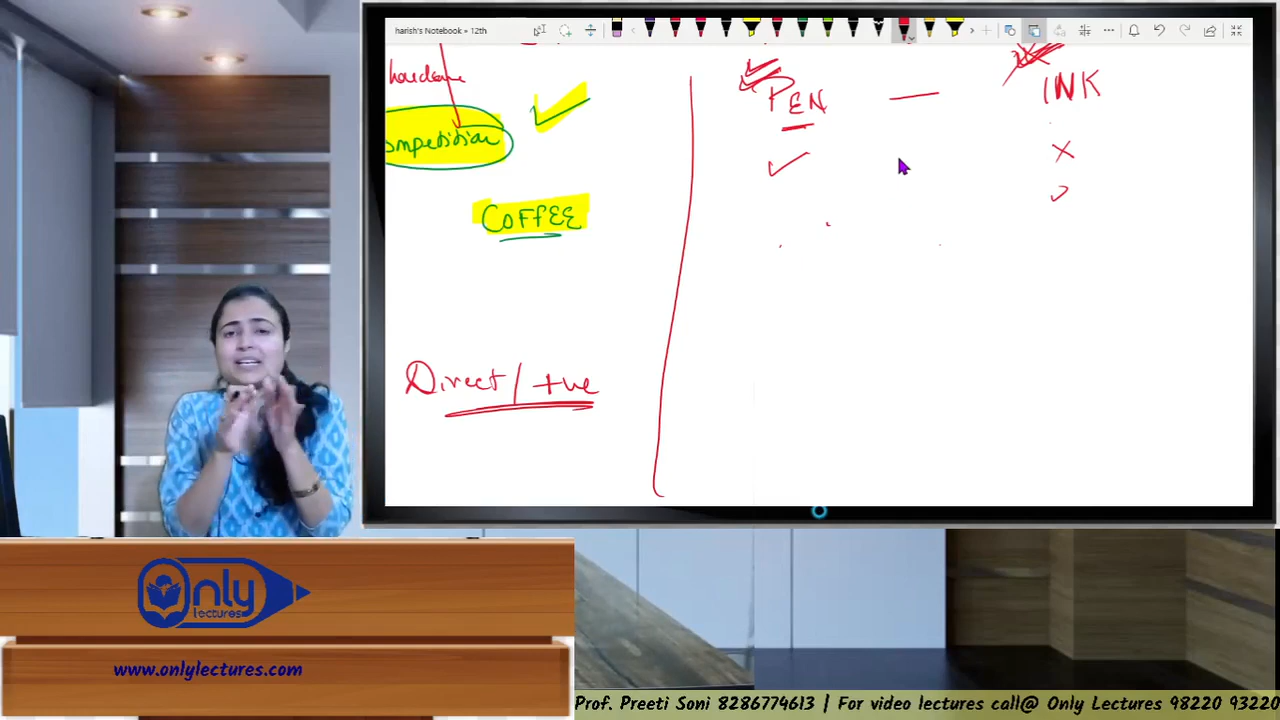 harish's Notebook » 12th
PEN — INK
COFFEE
Direct / +ve
Only
lectures
www.onlylectures.com
Prof. Preeti Soni 8286774613 | For video lectures call@ Only Lectures 98220 93220